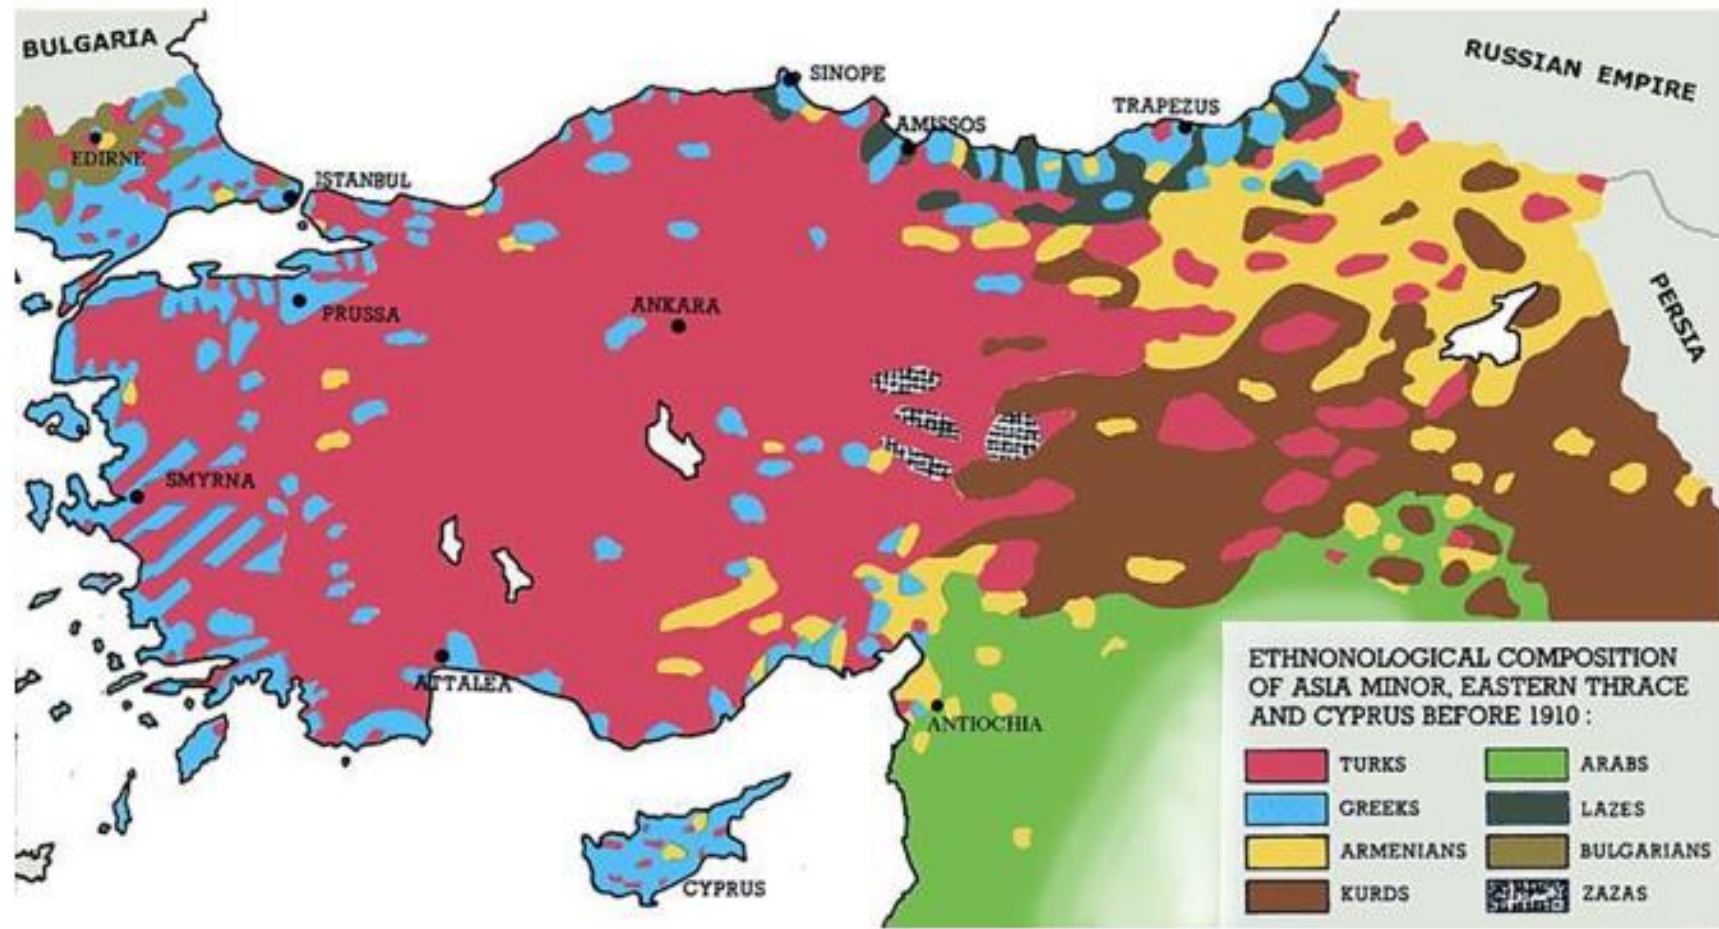 BULGARIA
RUSSIAN EMPIRE
SINOPE
TRAPEZUS
AMISSOS
EDIRNE
ISTANBUL
PERSIA
PRUSSA
ANKARA
SMYRNA
ATTALEA
ANTIOCHIA
CYPRUS
ETHNONOLOGICAL COMPOSITION
OF ASIA MINOR, EASTERN THRACE
AND CYPRUS BEFORE 1910 :
TURKS
GREEKS
ARMENIANS
KURDS
ARABS
LAZES
BULGARIANS
ZAZAS